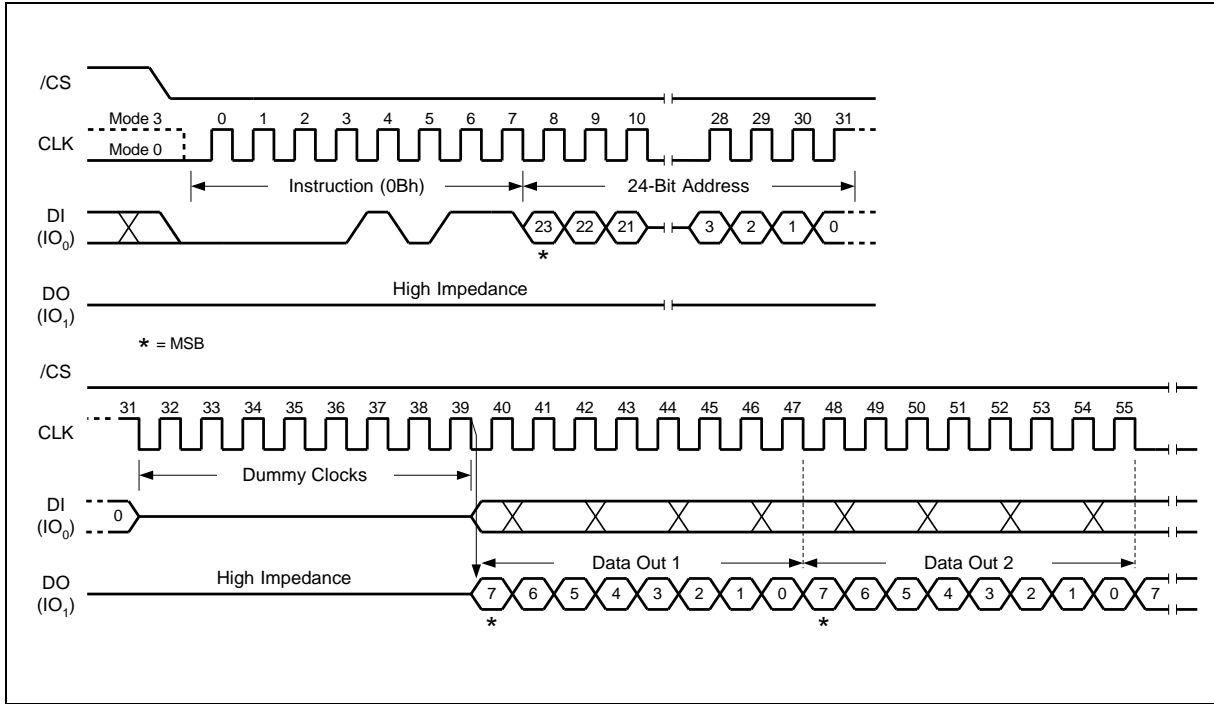 /CS
Mode 3 0 1 2 3 4 5 6 7 8 9 10 28 29 30 31
CLK
Mode 0
Instruction (0Bh) 24-Bit Address
DI
(IO0) 23 22 21 3 2 1 0
*
DO High Impedance
(IO1)
* = MSB
/CS
31 32 33 34 35 36 37 38 39 40 41 42 43 44 45 46 47 48 49 50 51 52 53 54 55
CLK
Dummy Clocks
DI
(IO0) 0
Data Out 1 Data Out 2
DO High Impedance
(IO1) 7 6 5 4 3 2 1 0 7 6 5 4 3 2 1 0 7
* *